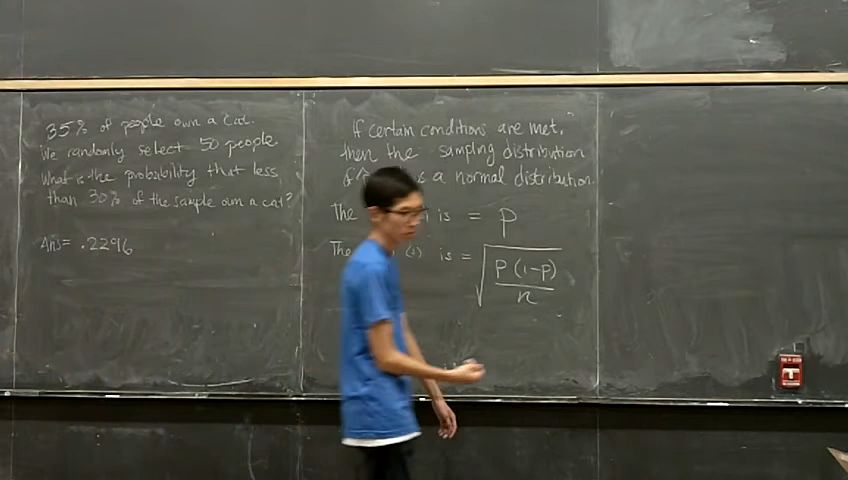 35% of people own a cat.
We randomly select 50 people.
What is the probability that less
than 30% of the sample own a cat?
Ans= .2296
If certain conditions are met,
then the sampling distribution
of a normal distribution.
The is = P
The is = √(P(1-P)/n)